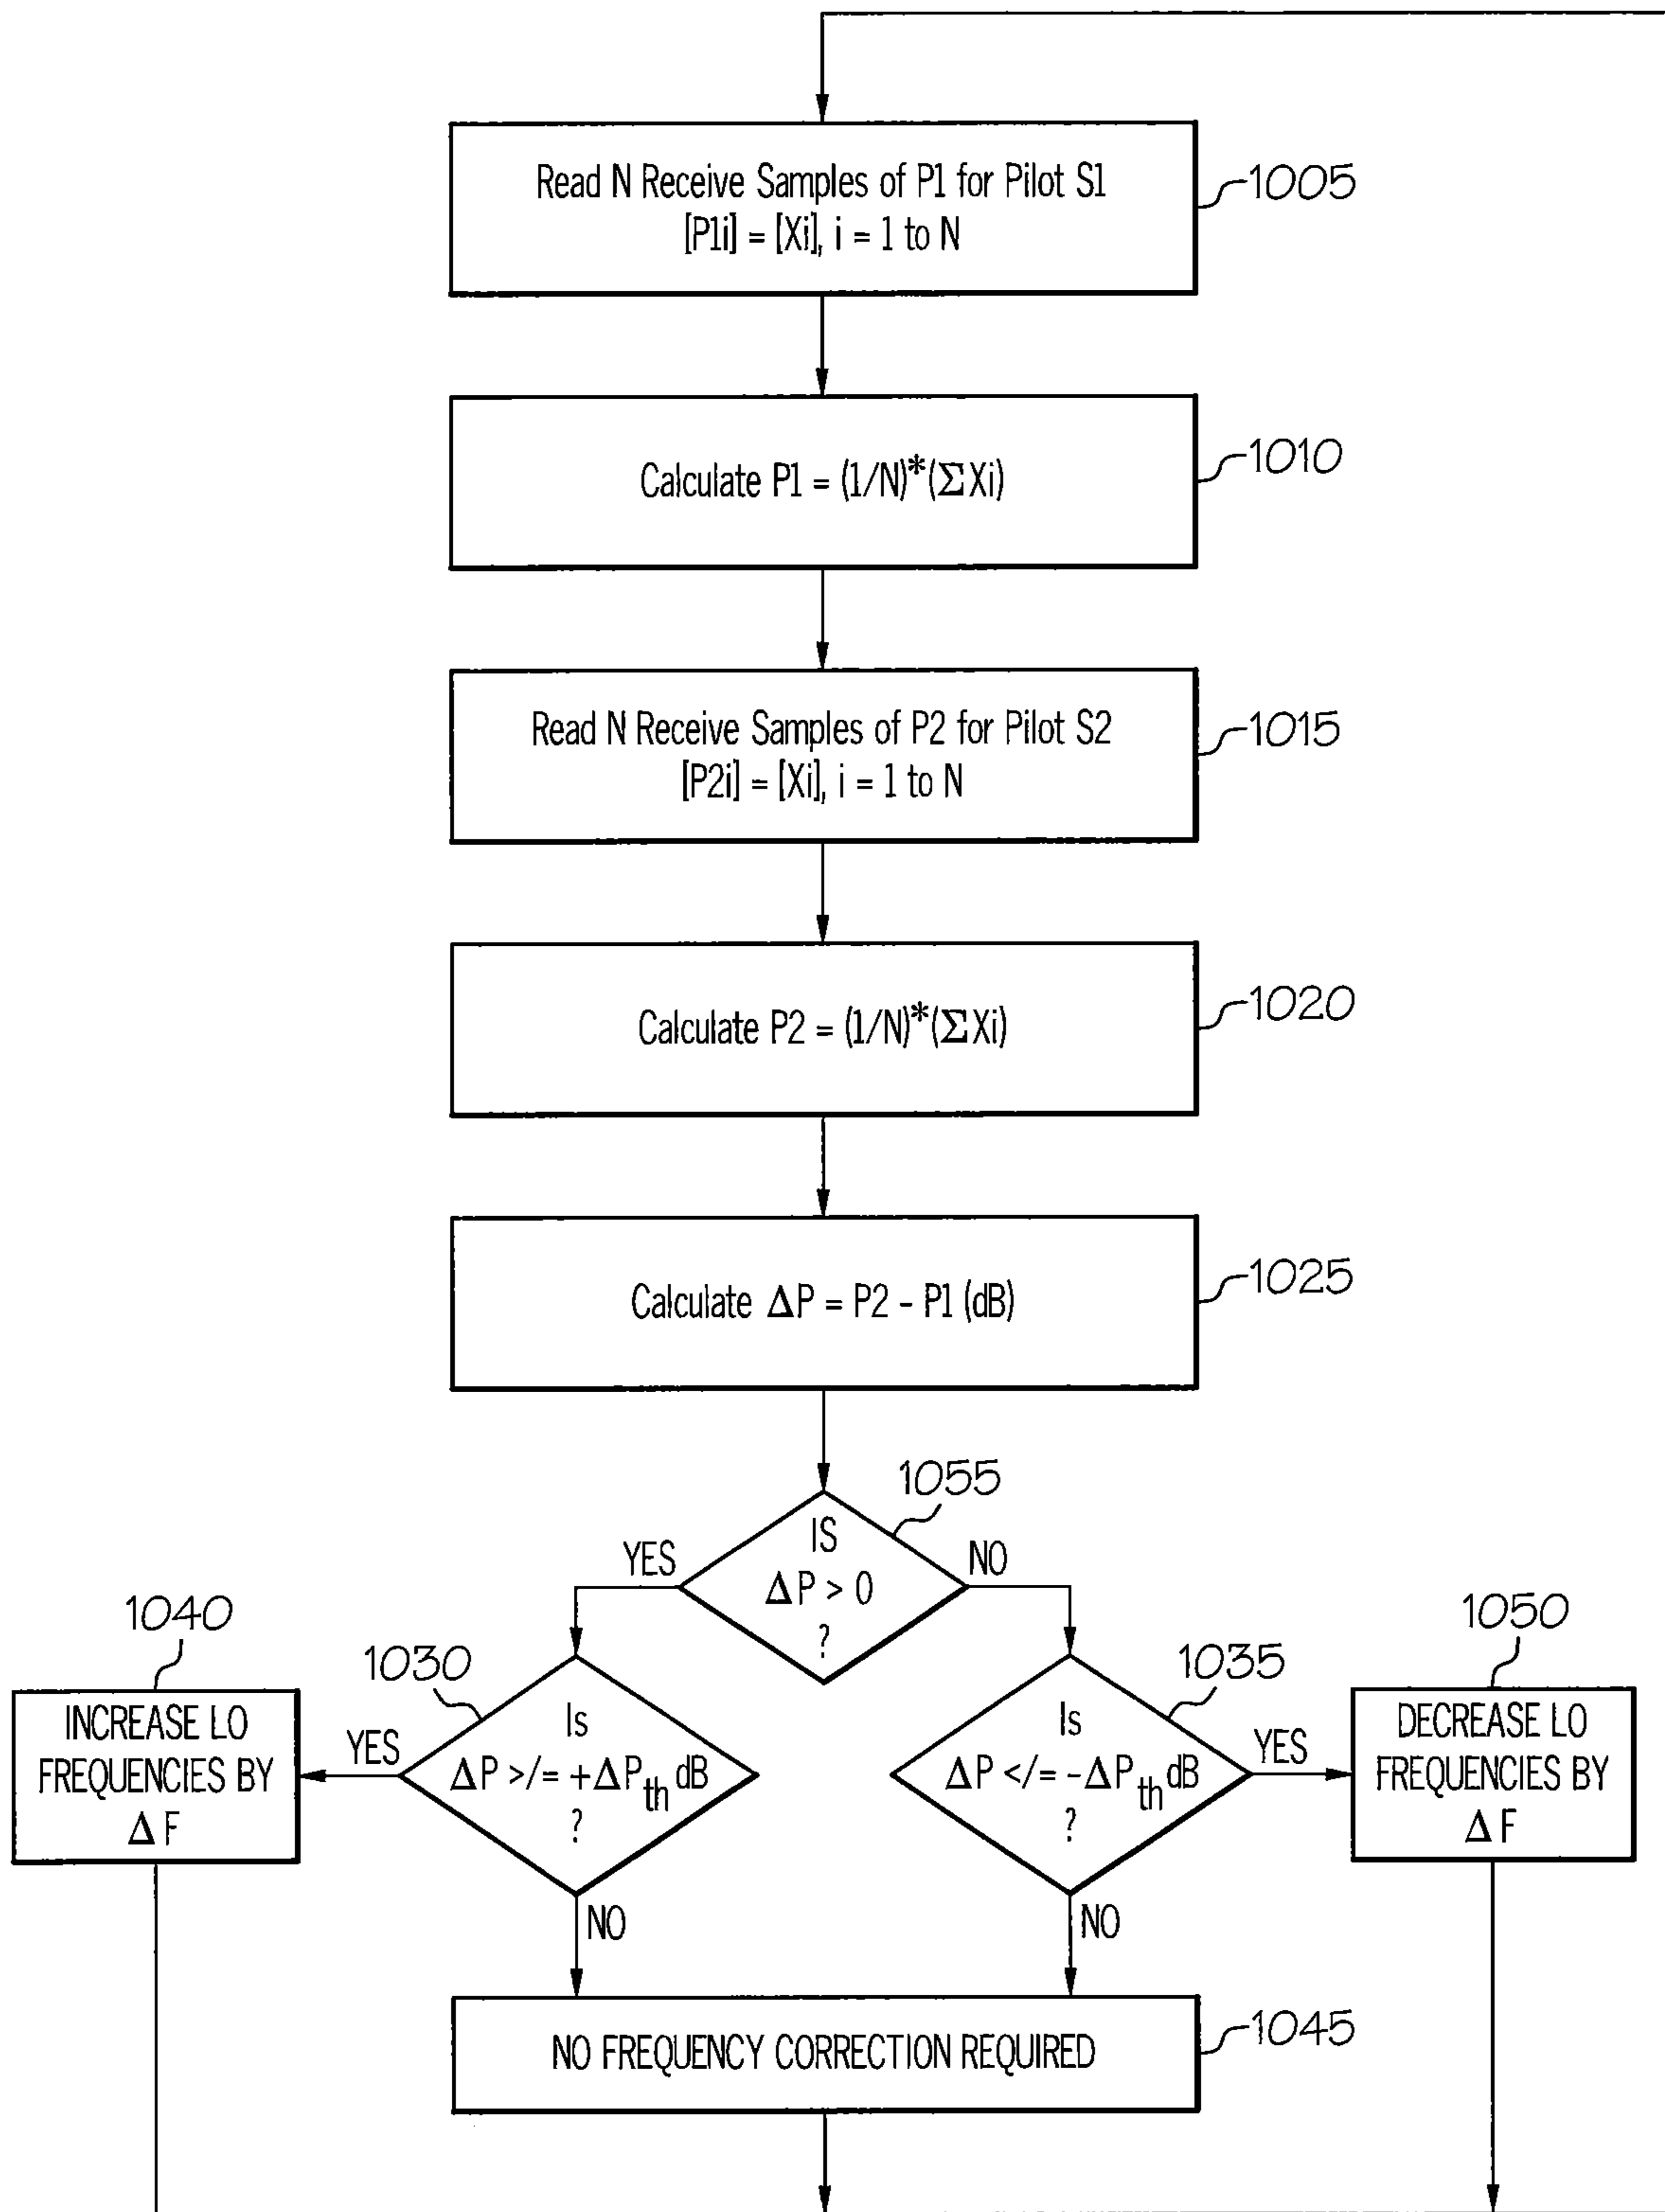 Read N Receive Samples of P1 for Pilot S1
[P1i] = [Xi], i = 1 to N
1005
Calculate P1 = (1/N)*(ΣXi)
1010
Read N Receive Samples of P2 for Pilot S2
[P2i] = [Xi], i = 1 to N
1015
Calculate P2 = (1/N)*(ΣXi)
1020
Calculate ΔP = P2 - P1 (dB)
1025
1055
IS
ΔP > 0
?
YES
NO
1040
INCREASE LO
FREQUENCIES BY
ΔF
1030
YES
Is
ΔP >/= +ΔPth dB
?
NO
1035
Is
ΔP </= -ΔPth dB
?
YES
NO
1050
DECREASE LO
FREQUENCIES BY
ΔF
NO FREQUENCY CORRECTION REQUIRED
1045